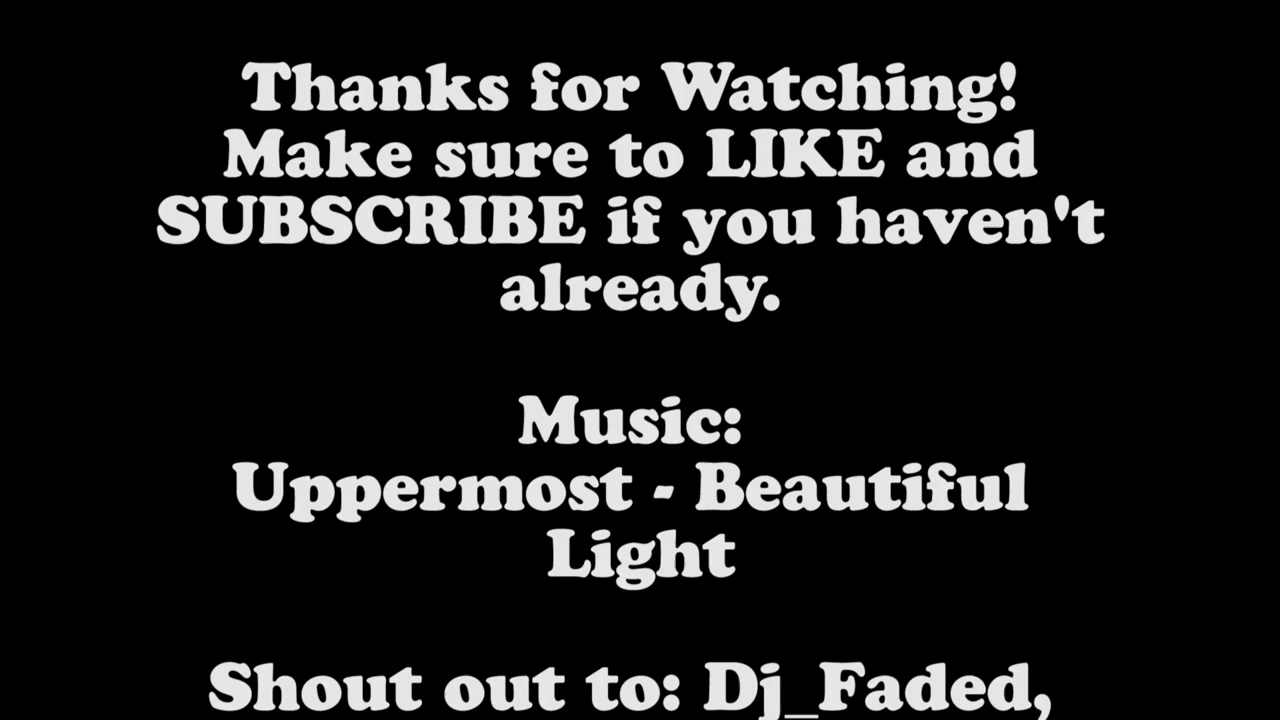 Thanks for Watching!
Make sure to LIKE and
SUBSCRIBE if you haven't
already.
Music:
Uppermost - Beautiful
Light
Shout out to: Dj_Faded,